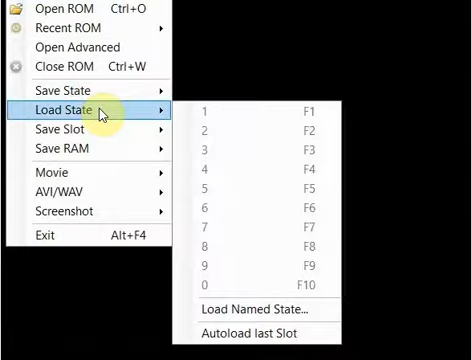 Open ROM Ctrl+O
Recent ROM
Open Advanced
Close ROM Ctrl+W
Save State
Load State
Save Slot
Save RAM
Movie
AVI/WAV
Screenshot
Exit Alt+F4
1 F1
2 F2
3 F3
4 F4
5 F5
6 F6
7 F7
8 F8
9 F9
0 F10
Load Named State...
Autoload last Slot